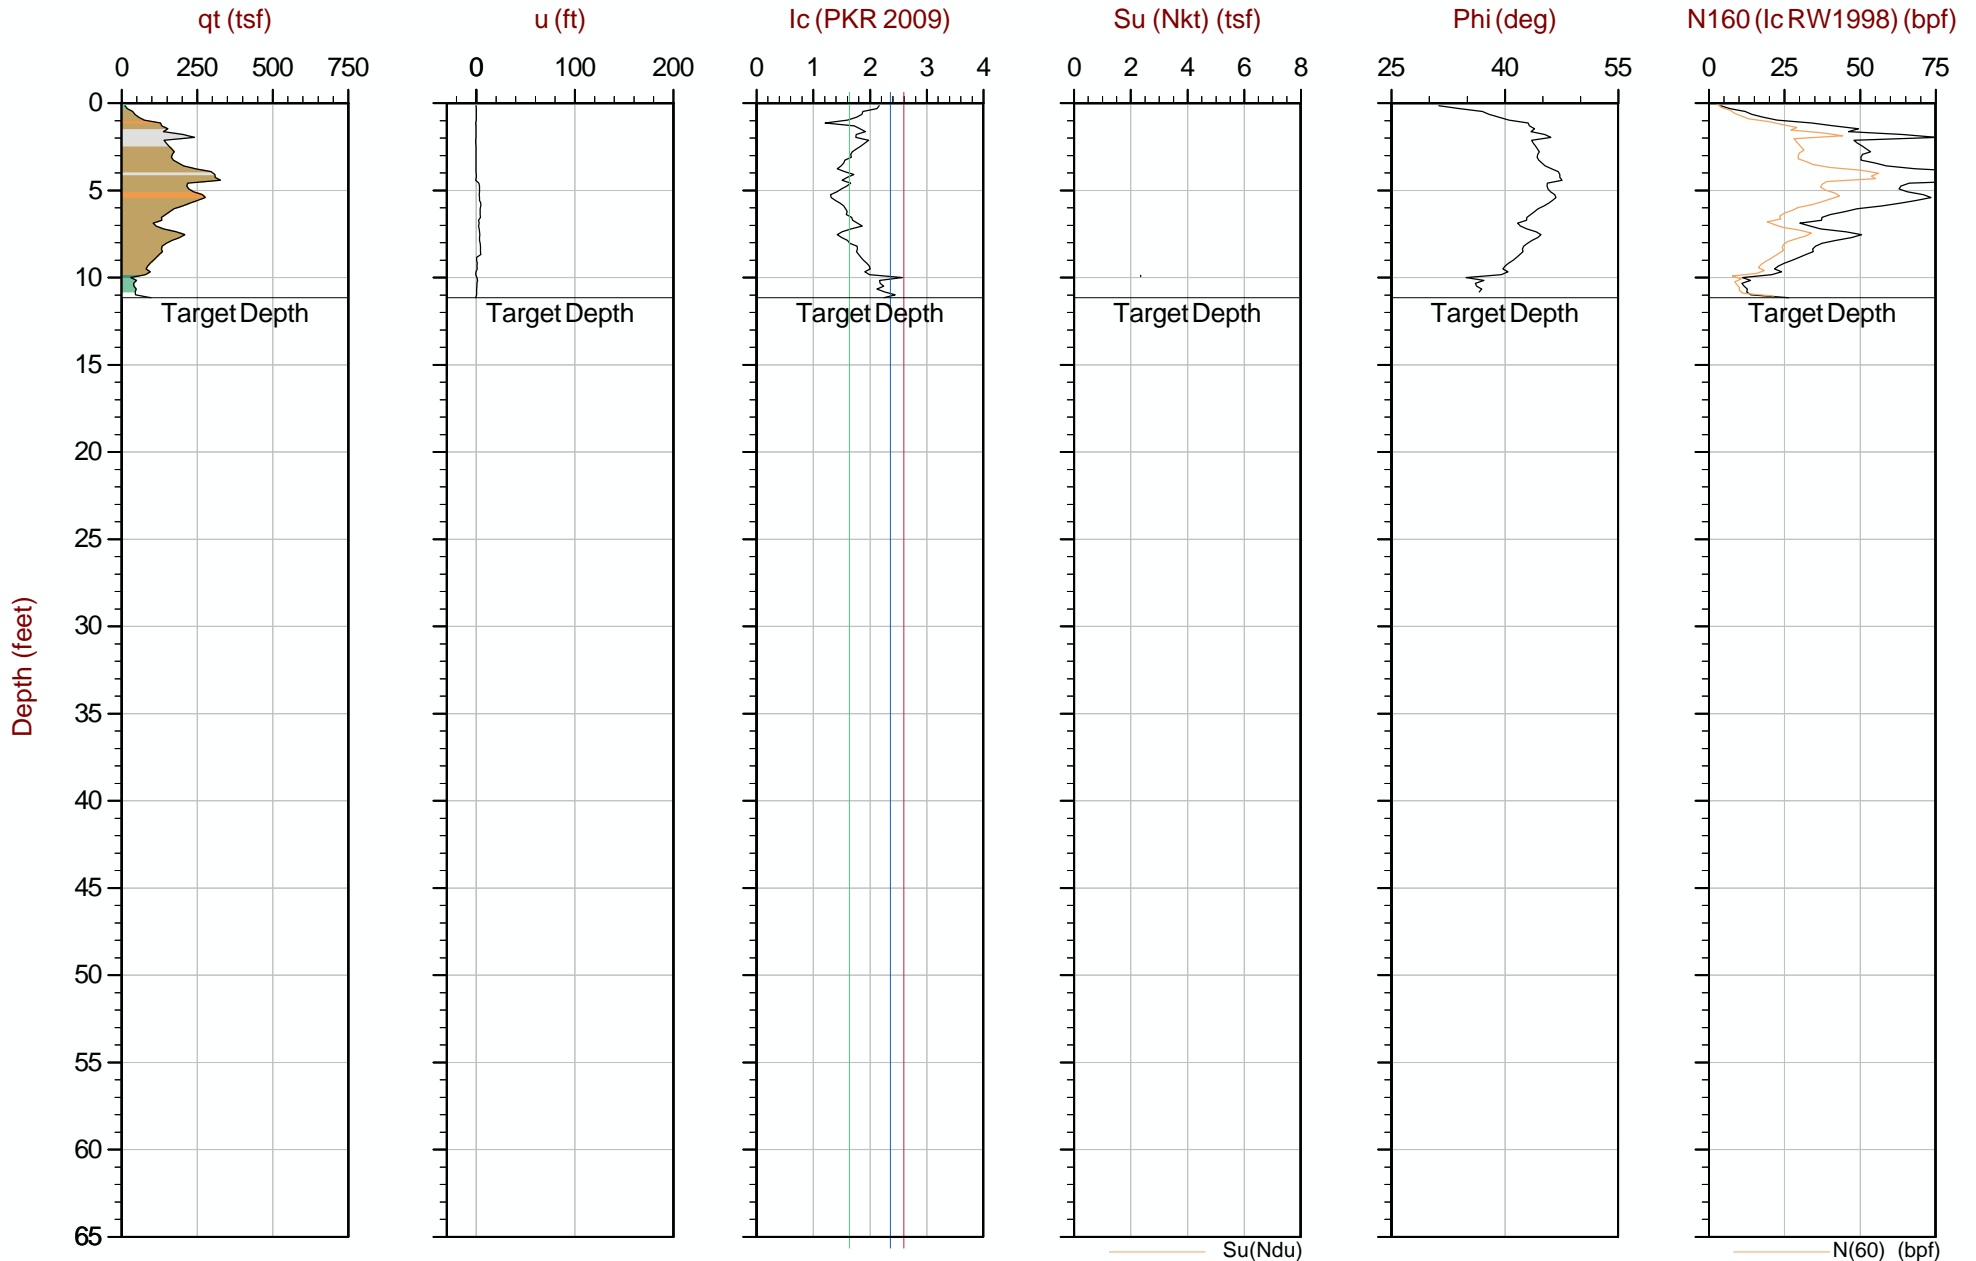 qt (tsf) u (ft) Ic (PKR 2009) Su (Nkt) (tsf) Phi (deg) N160 (Ic RW1998) (bpf)
0 250 500 750 0 100 200 0 1 2 3 4 0 2 4 6 8 25 40 55 0 25 50 75
0
5
10
Target Depth Target Depth Target Depth Target Depth Target Depth Target Depth
15
20
25
30
Depth (feet)
35
40
45
50
55
60
65
Su(Ndu) N(60) (bpf)